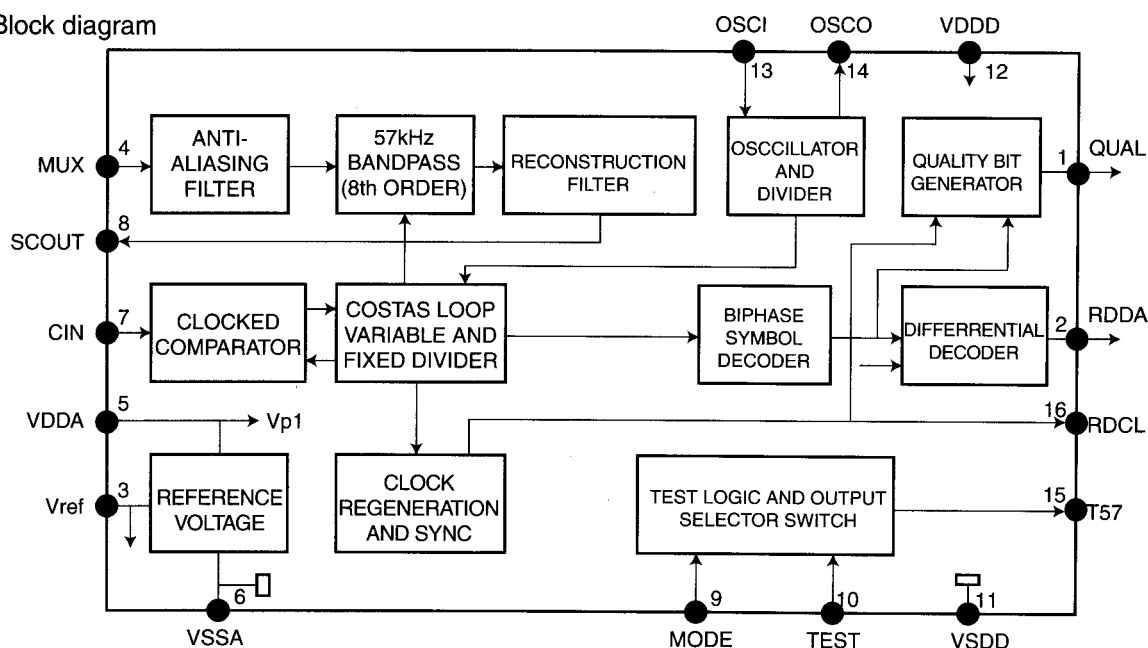 Block diagram
OSCI
OSCO
VDDD
13
14
12
MUX
4
ANTI-
ALIASING
FILTER
57kHz
BANDPASS
(8th ORDER)
RECONSTRUCTION
FILTER
OSCCILLATOR
AND
DIVIDER
QUALITY BIT
GENERATOR
1
QUAL
SCOUT
8
CIN
7
CLOCKED
COMPARATOR
COSTAS LOOP
VARIABLE AND
FIXED DIVIDER
BIPHASE
SYMBOL
DECODER
DIFFERRENTIAL
DECODER
2
RDDA
VDDA
5
Vp1
16
RDCL
Vref
3
REFERENCE
VOLTAGE
CLOCK
REGENERATION
AND SYNC
TEST LOGIC AND OUTPUT
SELECTOR SWITCH
15
T57
6
9
10
11
VSSA
MODE
TEST
VSDD